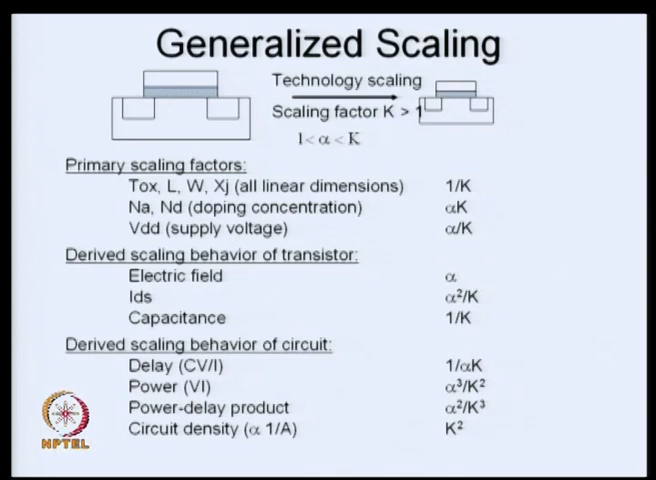 Generalized Scaling
Technology scaling
Scaling factor K > 1
1< α < K
Primary scaling factors:
Tox, L, W, Xj (all linear dimensions) 1/K
Na, Nd (doping concentration) αK
Vdd (supply voltage) α/K
Derived scaling behavior of transistor:
Electric field α
Ids α²/K
Capacitance 1/K
Derived scaling behavior of circuit:
Delay (CV/I) 1/αK
Power (VI) α³/K²
Power-delay product α²/K³
Circuit density (α 1/A) K²
NPTEL